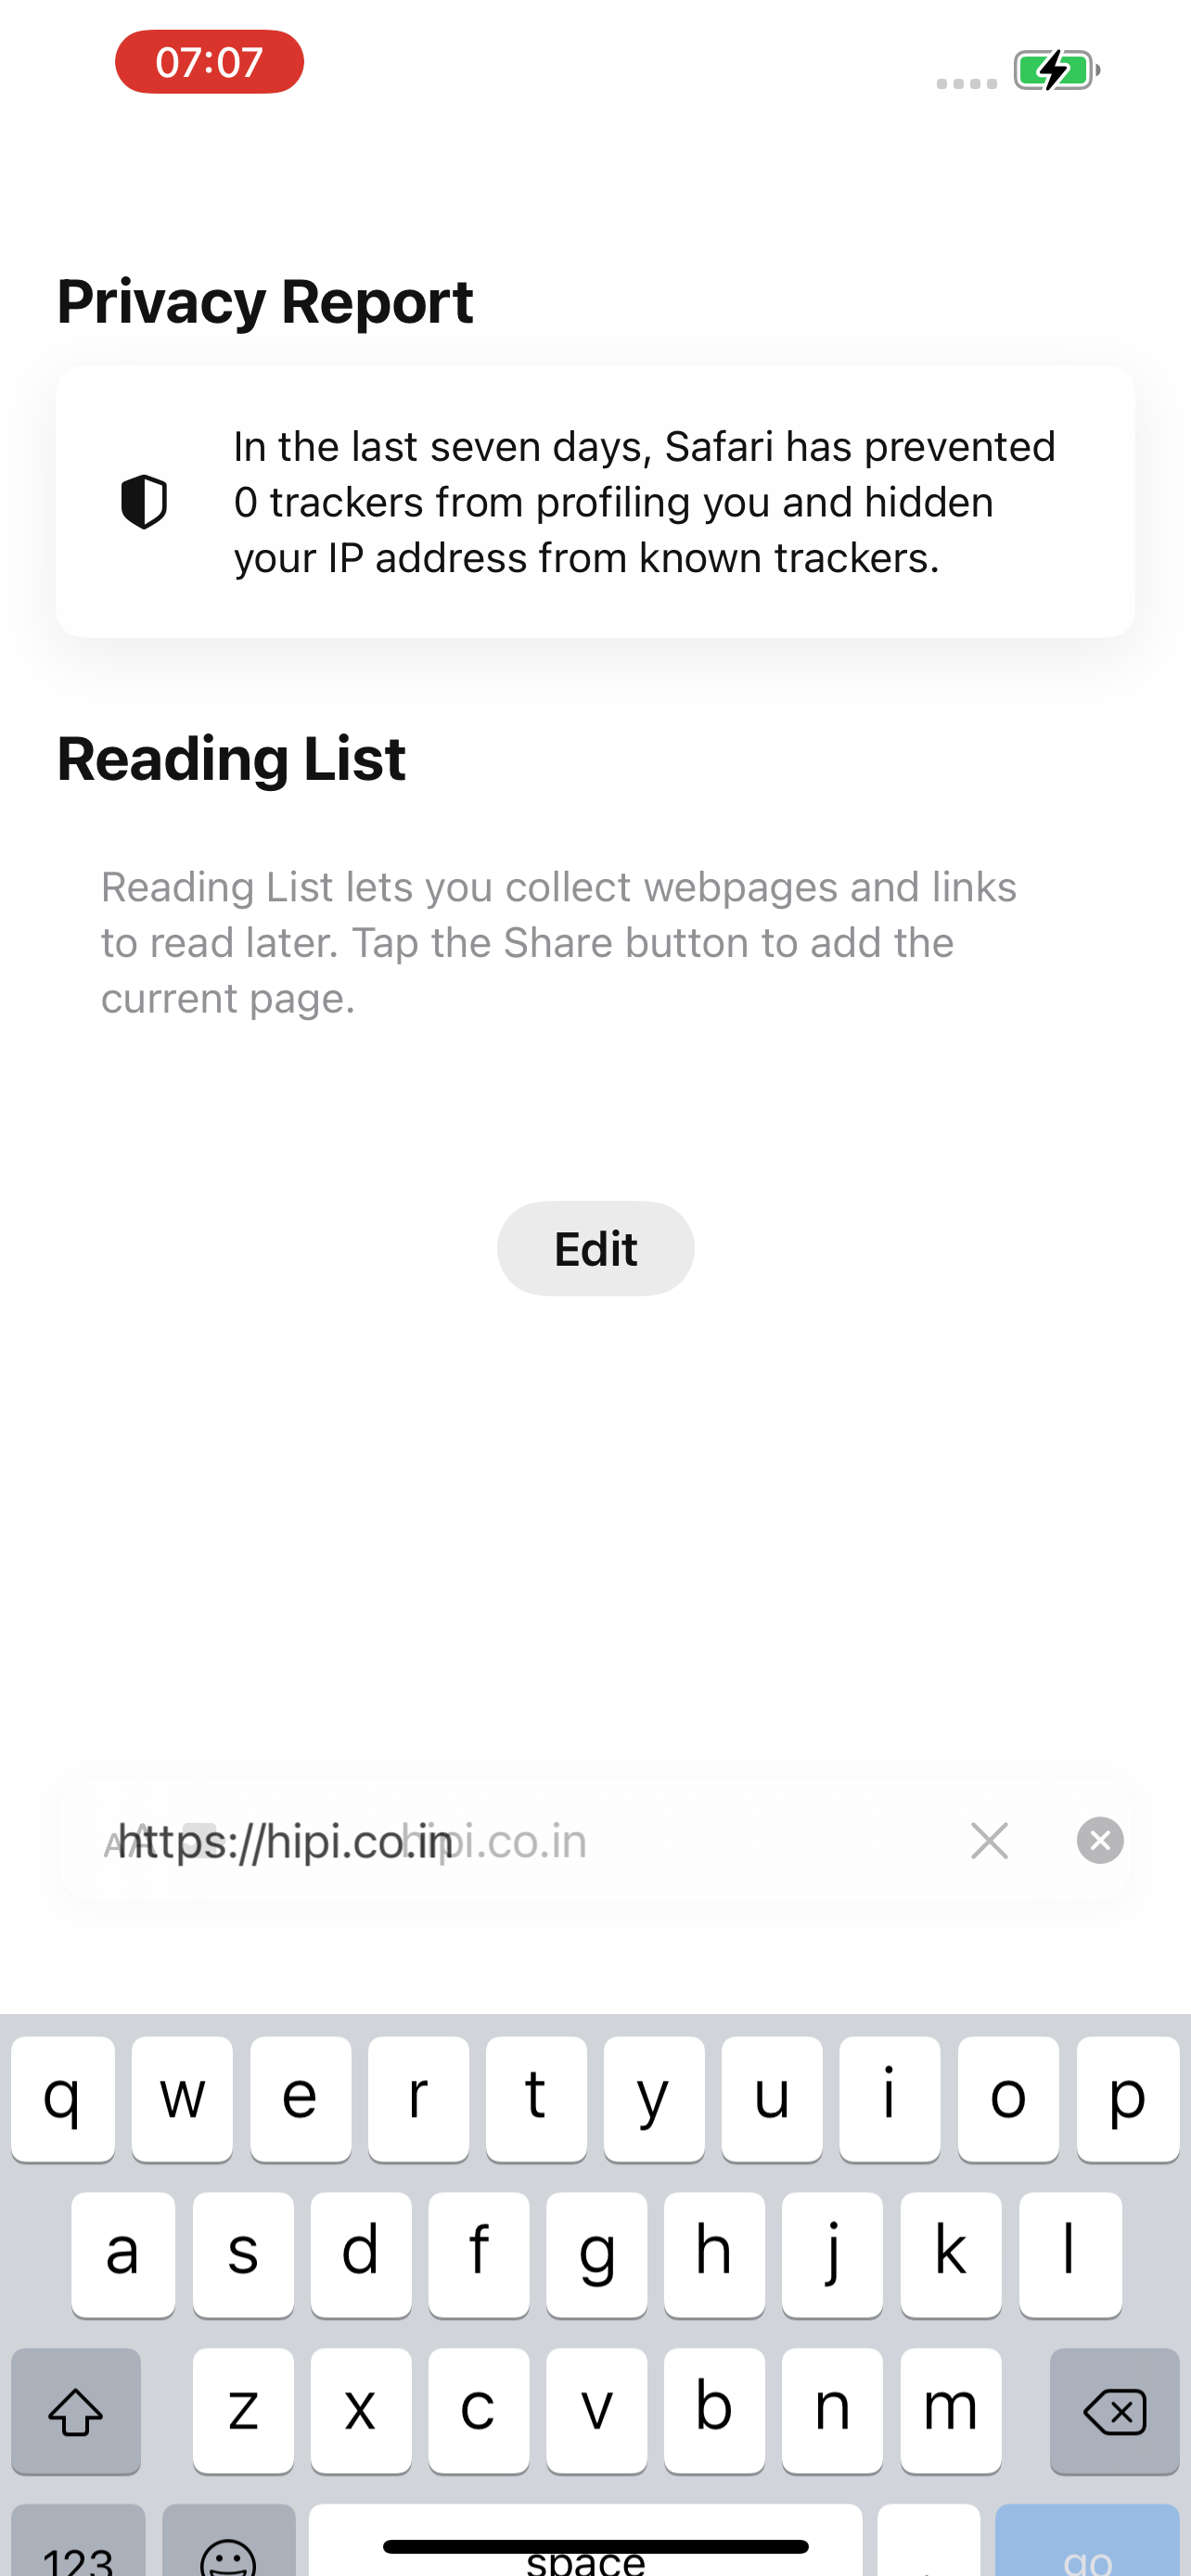 07:07
Privacy Report
In the last seven days, Safari has prevented
0 trackers from profiling you and hidden
your IP address from known trackers.
Reading List
Reading List lets you collect webpages and links
to read later. Tap the Share button to add the
current page.
Edit
AA https://hipi.co.in hipi.co.in
q w e r t y u i o p
a s d f g h j k l
z x c v b n m
123 space . go